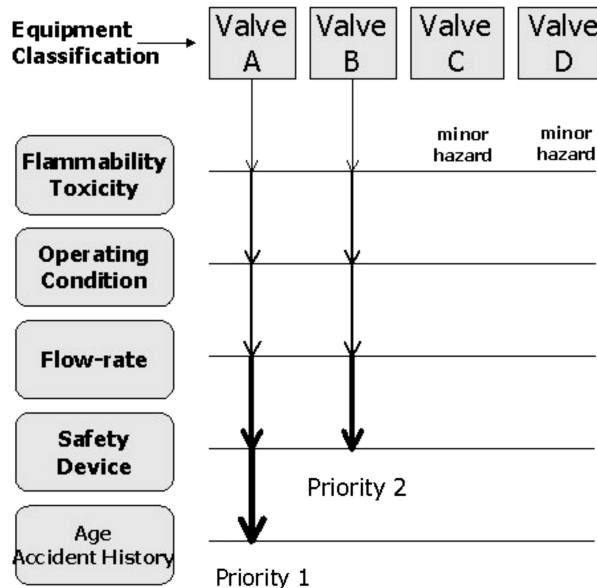 Equipment
Classification
Valve
A
Valve
B
Valve
C
Valve
D
minor
hazard
minor
hazard
Flammability
Toxicity
Operating
Condition
Flow-rate
Safety
Device
Priority 2
Age
Accident History
Priority 1